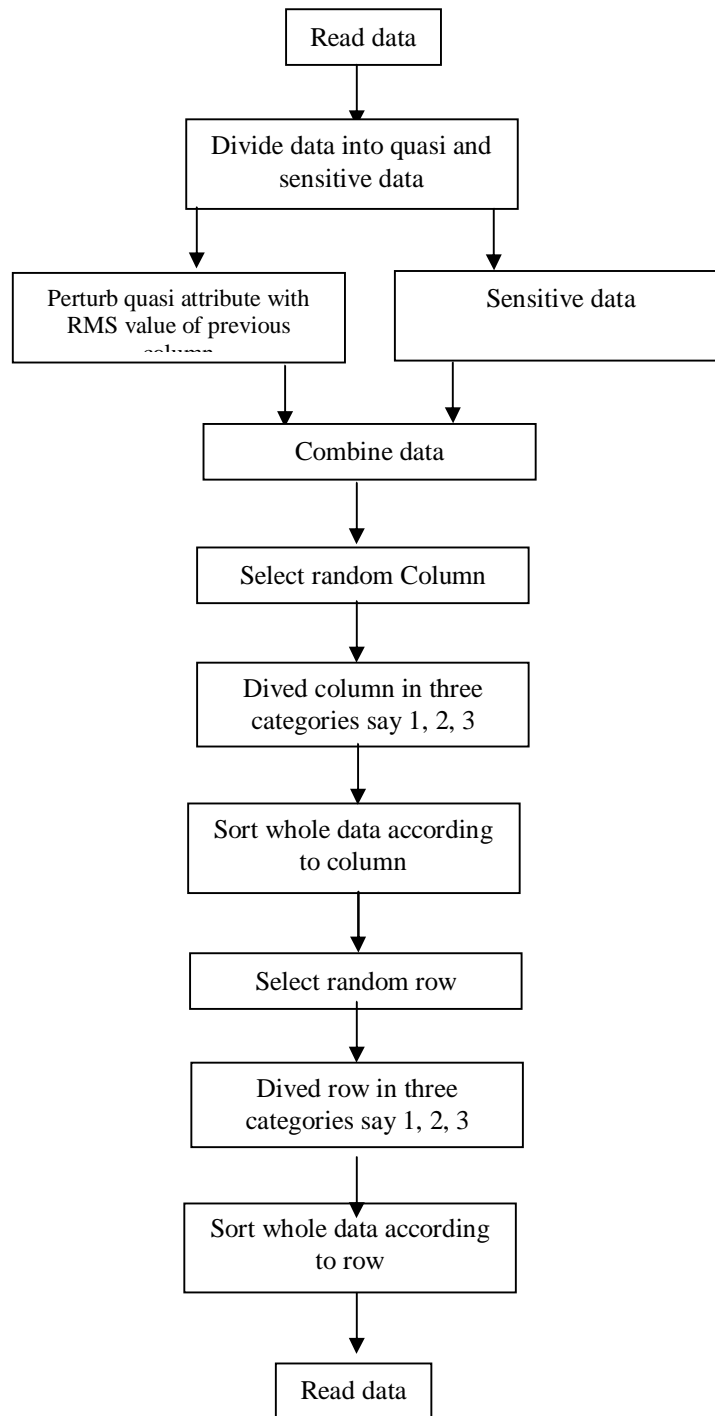 Read data
Divide data into quasi and
sensitive data
Perturb quasi attribute with
RMS value of previous
column
Sensitive data
Combine data
Select random Column
Dived column in three
categories say 1, 2, 3
Sort whole data according
to column
Select random row
Dived row in three
categories say 1, 2, 3
Sort whole data according
to row
Read data